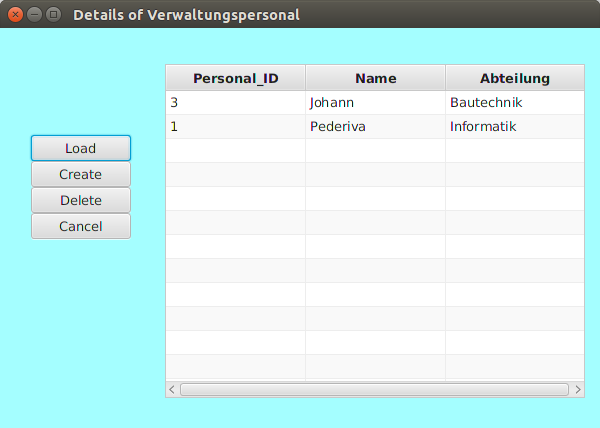 Details of Verwaltungspersonal
Personal_ID Name Abteilung
3 Johann Bautechnik
1 Pederiva Informatik
Load
Create
Delete
Cancel